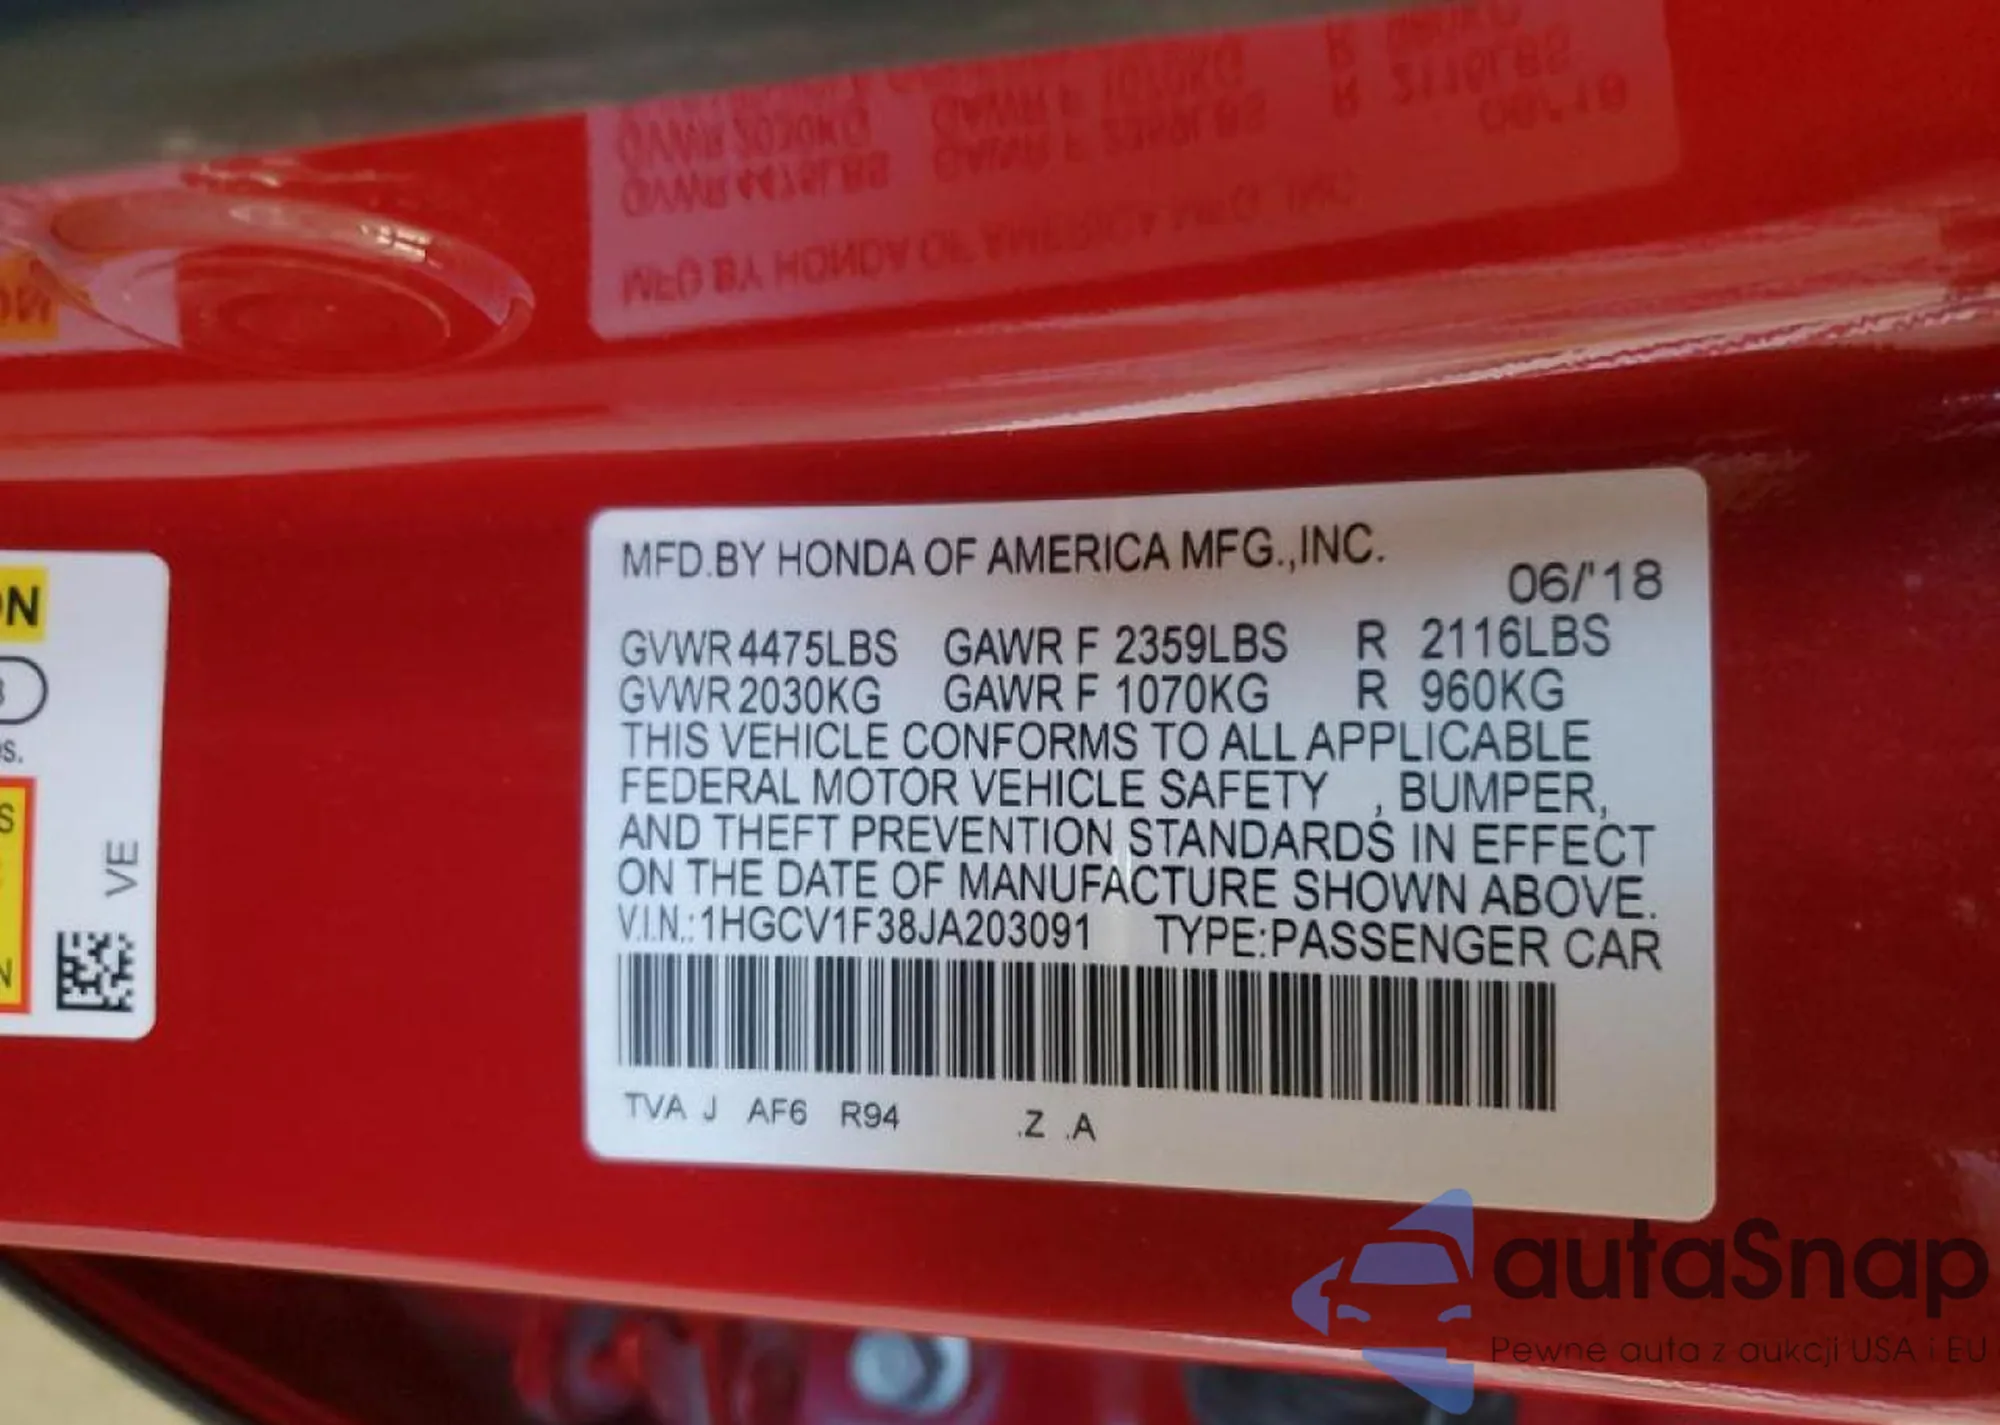 MFD.BY HONDA OF AMERICA MFG.,INC.
06/'18
GVWR 4475LBS GAWR F 2359LBS R 2116LBS
GVWR 2030KG GAWR F 1070KG R 960KG
THIS VEHICLE CONFORMS TO ALL APPLICABLE
FEDERAL MOTOR VEHICLE SAFETY , BUMPER,
AND THEFT PREVENTION STANDARDS IN EFFECT
ON THE DATE OF MANUFACTURE SHOWN ABOVE.
V.I.N.:1HGCV1F38JA203091 TYPE:PASSENGER CAR
TVA J AF6 R94 .Z .A
VE
autaSnap
Pewne auta z aukcji USA i EU